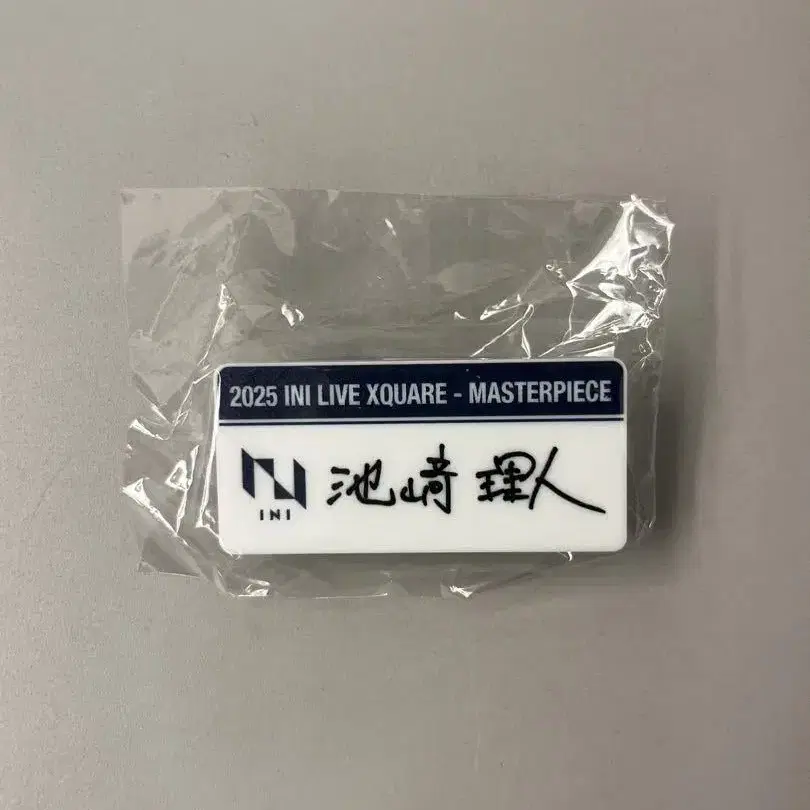 2025 INI LIVE XQUARE - MASTERPIECE
INI
池﨑 理人